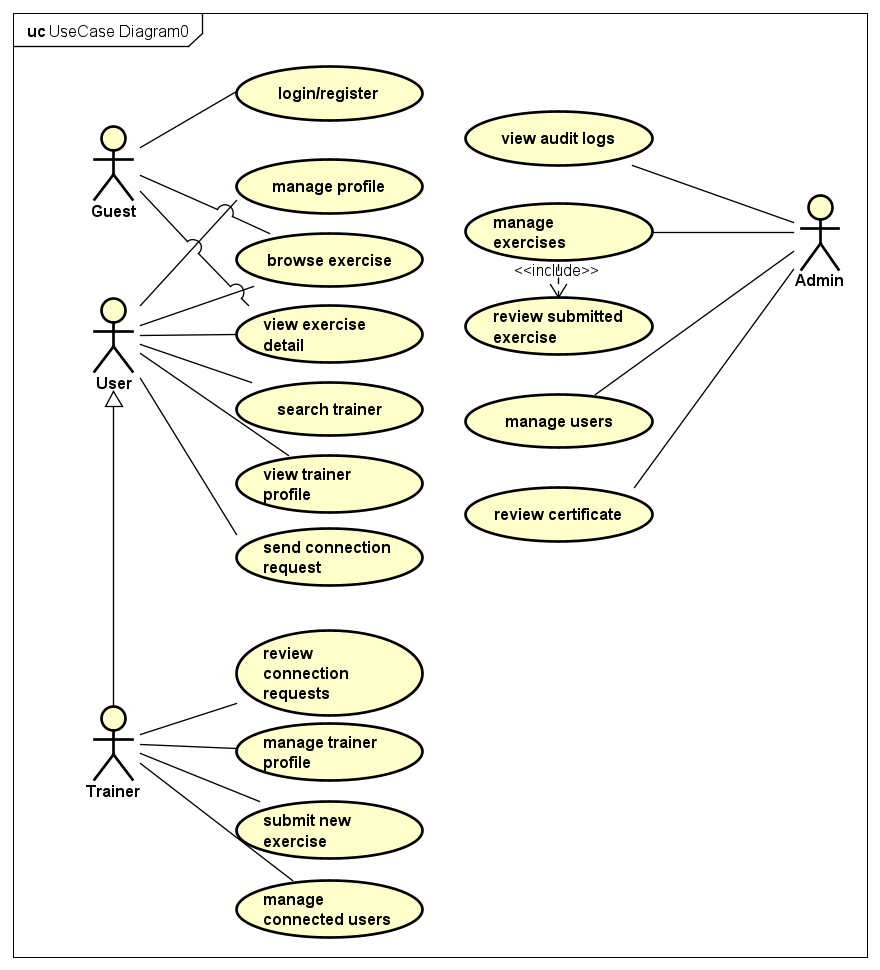 uc UseCase Diagram0
login/register
Guest
manage profile
browse exercise
User
view exercise
detail
search trainer
view trainer
profile
send connection
request
Trainer
review
connection
requests
manage trainer
profile
submit new
exercise
manage
connected users
view audit logs
manage
exercises
<<include>>
review submitted
exercise
manage users
review certificate
Admin